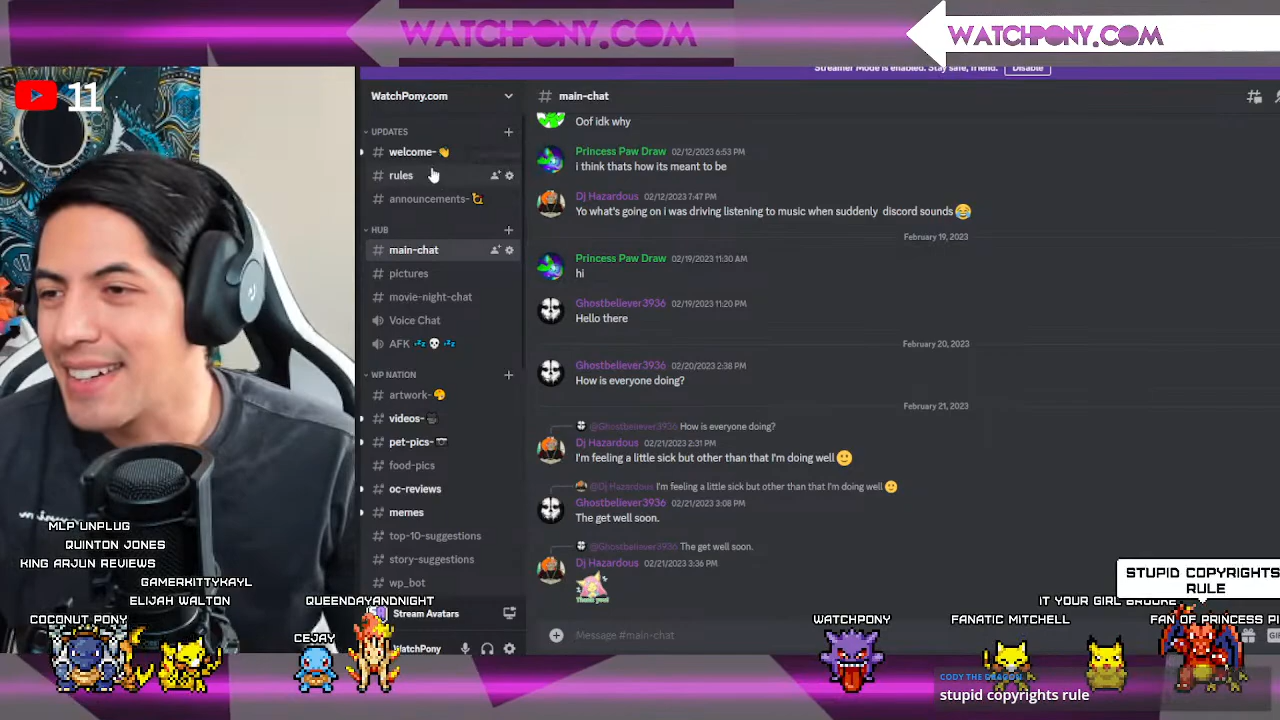 WATCHPONY.COM
WATCHPONY.COM
11
Streamer Mode is enabled. Stay safe, friend. Disable
WatchPony.com
UPDATES
welcome-
rules
announcements-
HUB
main-chat
pictures
movie-night-chat
Voice Chat
AFK
WP NATION
artwork-
videos-
pet-pics-
food-pics
oc-reviews
memes
top-10-suggestions
story-suggestions
wp_bot
Stream Avatars
WatchPony
main-chat
Oof idk why
Princess Paw Draw 02/12/2023 6:53 PM
i think thats how its meant to be
Dj Hazardous 02/12/2023 7:47 PM
Yo what's going on i was driving listening to music when suddenly discord sounds😂
February 19, 2023
Princess Paw Draw 02/19/2023 11:30 AM
hi
Ghostbeliever3936 02/19/2023 11:20 PM
Hello there
February 20, 2023
Ghostbeliever3936 02/20/2023 2:38 PM
How is everyone doing?
February 21, 2023
@Ghostbeliever3936 How is everyone doing?
Dj Hazardous 02/21/2023 2:31 PM
I'm feeling a little sick but other than that I'm doing well 🙂
@Dj Hazardous I'm feeling a little sick but other than that I'm doing well 🙂
Ghostbeliever3936 02/21/2023 3:08 PM
The get well soon.
@Ghostbeliever3936 The get well soon.
Dj Hazardous 02/21/2023 3:36 PM
Thank you!
Message #main-chat
MLP UNPLUG
QUINTON JONES
KING ARJUN REVIEWS
GAMERKITTYKAYL
ELIJAH WALTON
COCONUT PONY
QUEENDAYANDNIGHT
CEJAY
WATCHPONY
STUPID COPYRIGHTS
RULE
IT YOUR GIRL BROOKE
FANATIC MITCHELL
FAN OF PRINCESS PI
CODY THE DRAGON
stupid copyrights rule